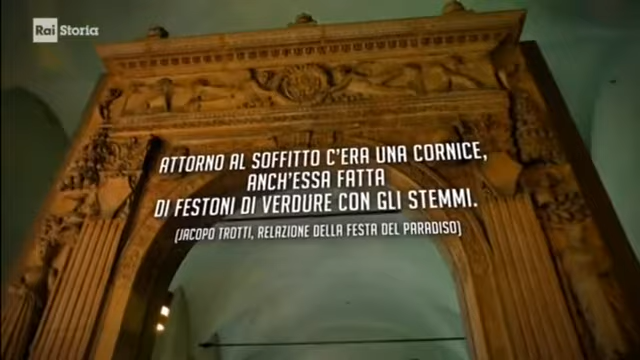 Rai Storia
ATTORNO AL SOFFITTO C'ERA UNA CORNICE,
ANCH'ESSA FATTA
DI FESTONI DI VERDURE CON GLI STEMMI.
(JACOPO TROTTI, RELAZIONE DELLA FESTA DEL PARADISO)